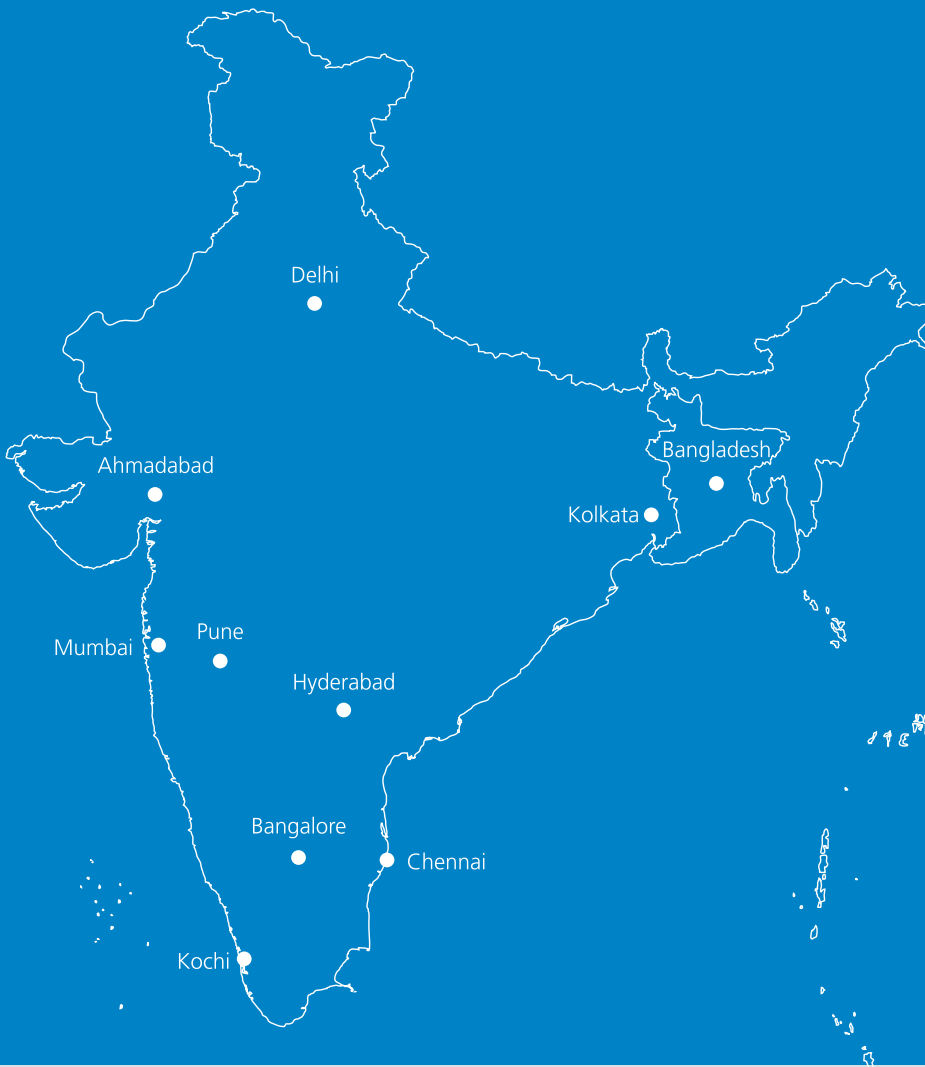 Delhi
Bangladesh
Ahmadabad
Kolkata
Pune
Mumbai
Hyderabad
Bangalore
Chennai
Kochi